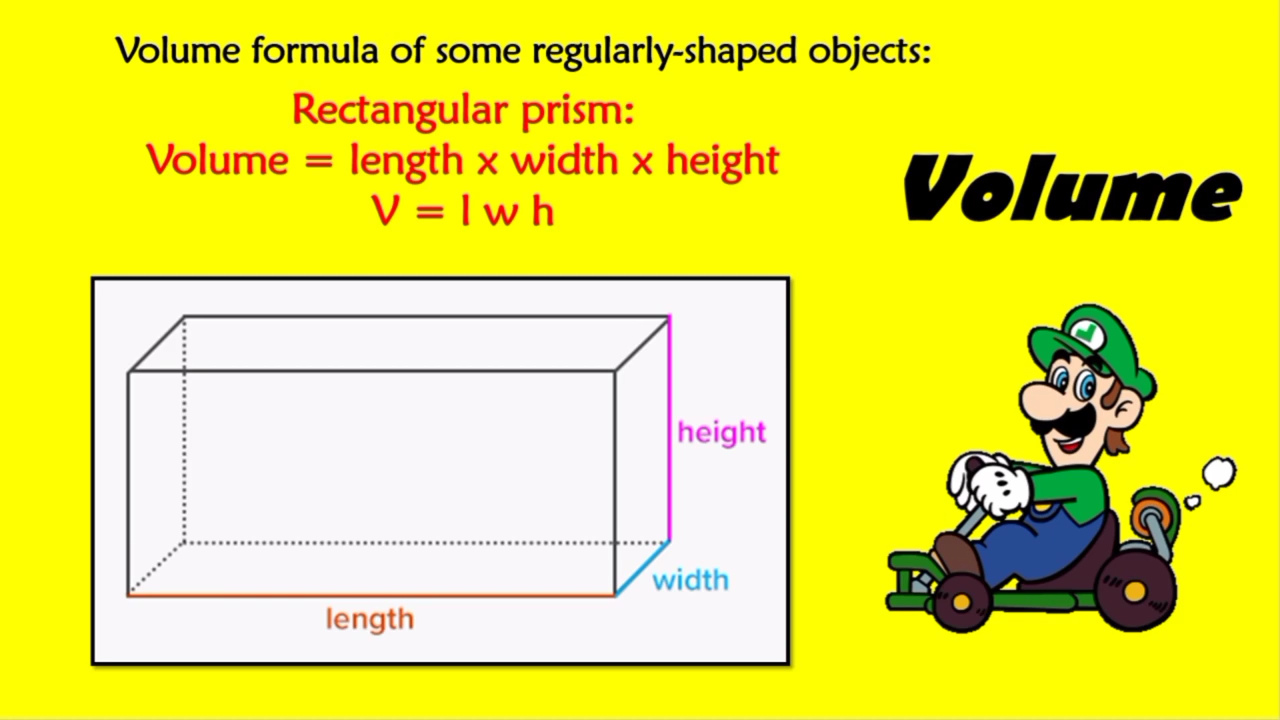 Volume formula of some regularly-shaped objects:
Rectangular prism:
Volume = length x width x height
V = l w h
Volume
height
width
length